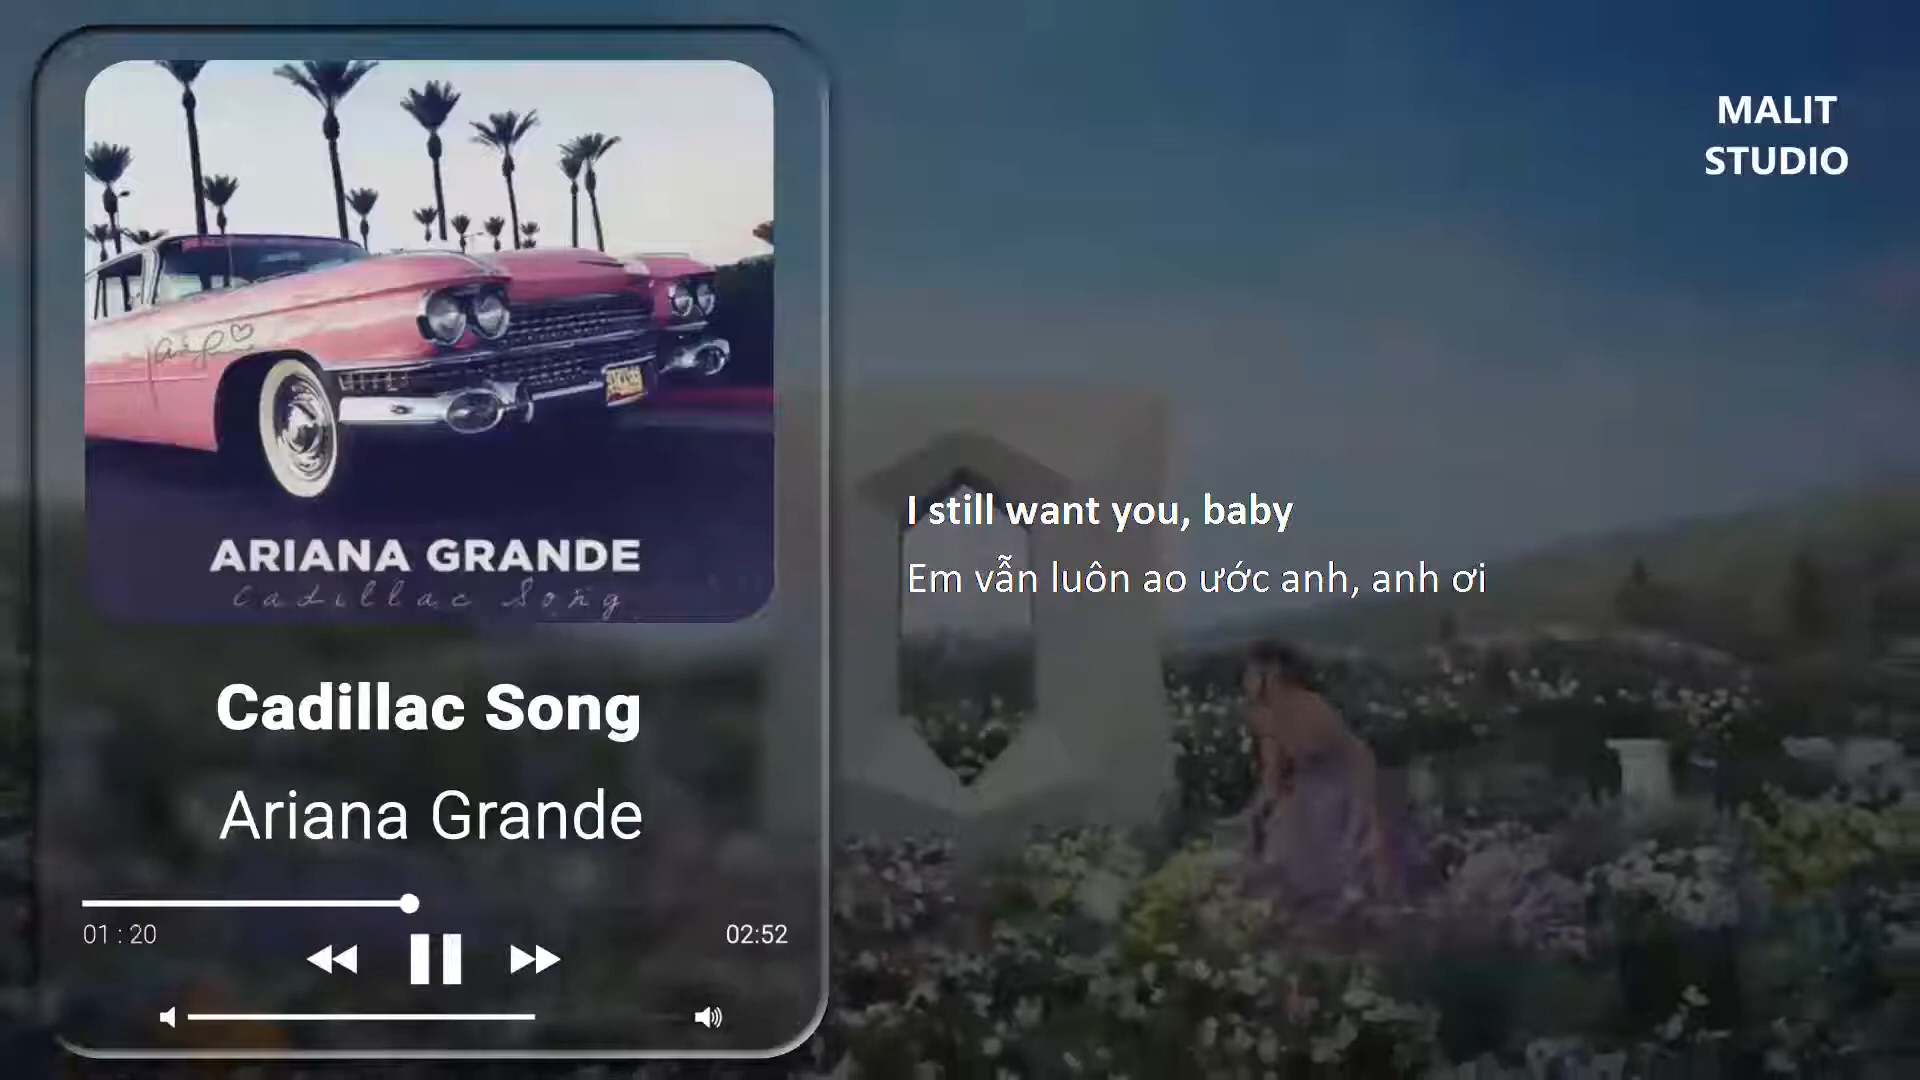 ARIANA GRANDE
Cadillac Song
Cadillac Song
Ariana Grande
01 : 20
02:52
MALIT
STUDIO
I still want you, baby
Em vẫn luôn ao ước anh, anh ơi